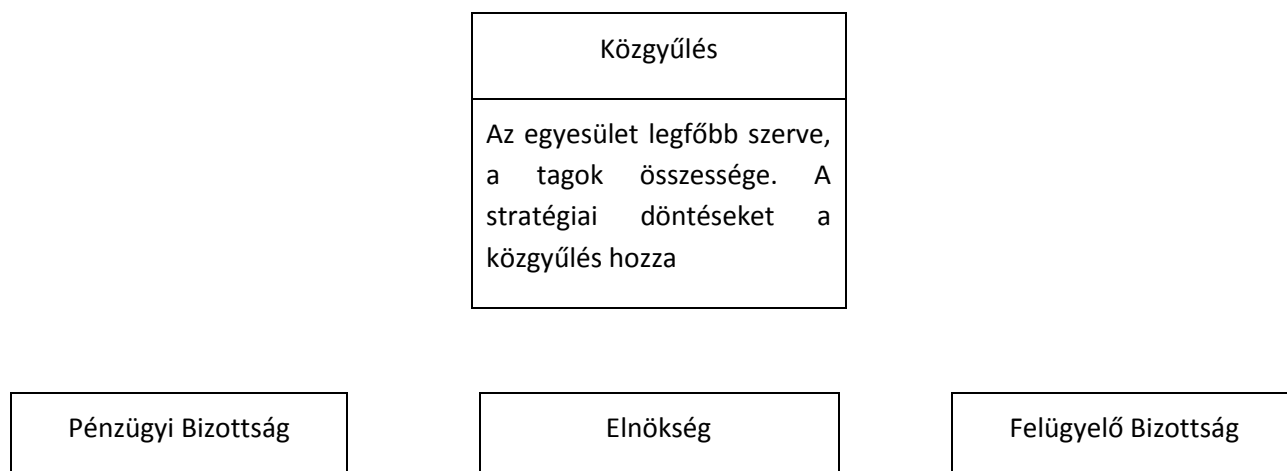 Közgyűlés
Az egyesület legfőbb szerve,
a tagok összessége. A
stratégiai döntéseket a
közgyűlés hozza
Pénzügyi Bizottság
Elnökség
Felügyelő Bizottság